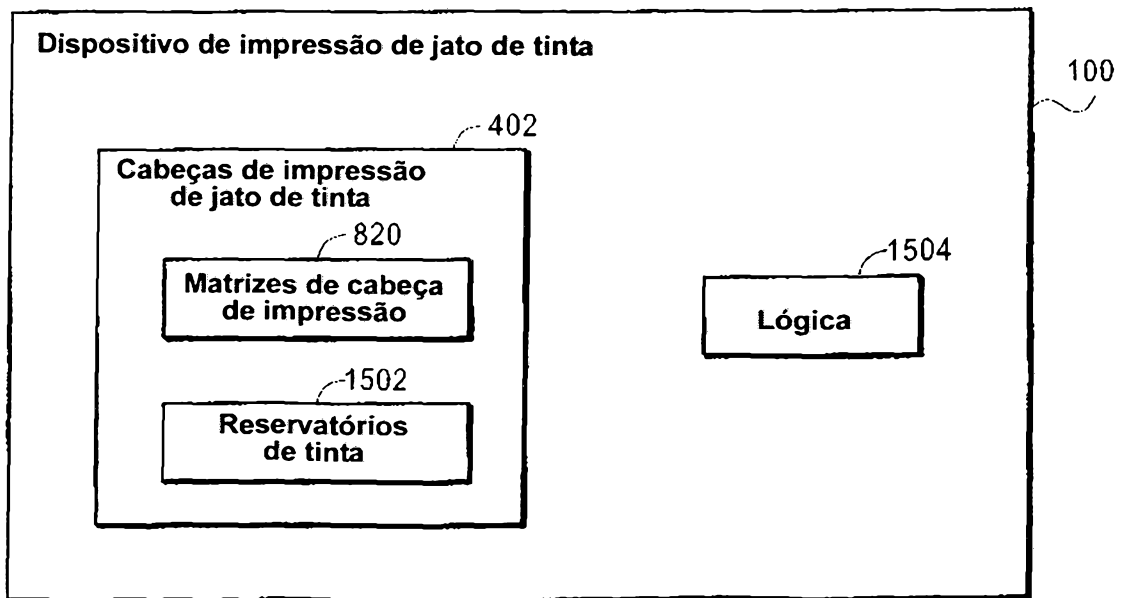 Dispositivo de impressão de jato de tinta
100
402
Cabeças de impressão
de jato de tinta
820
Matrizes de cabeça
de impressão
1504
Lógica
1502
Reservatórios
de tinta